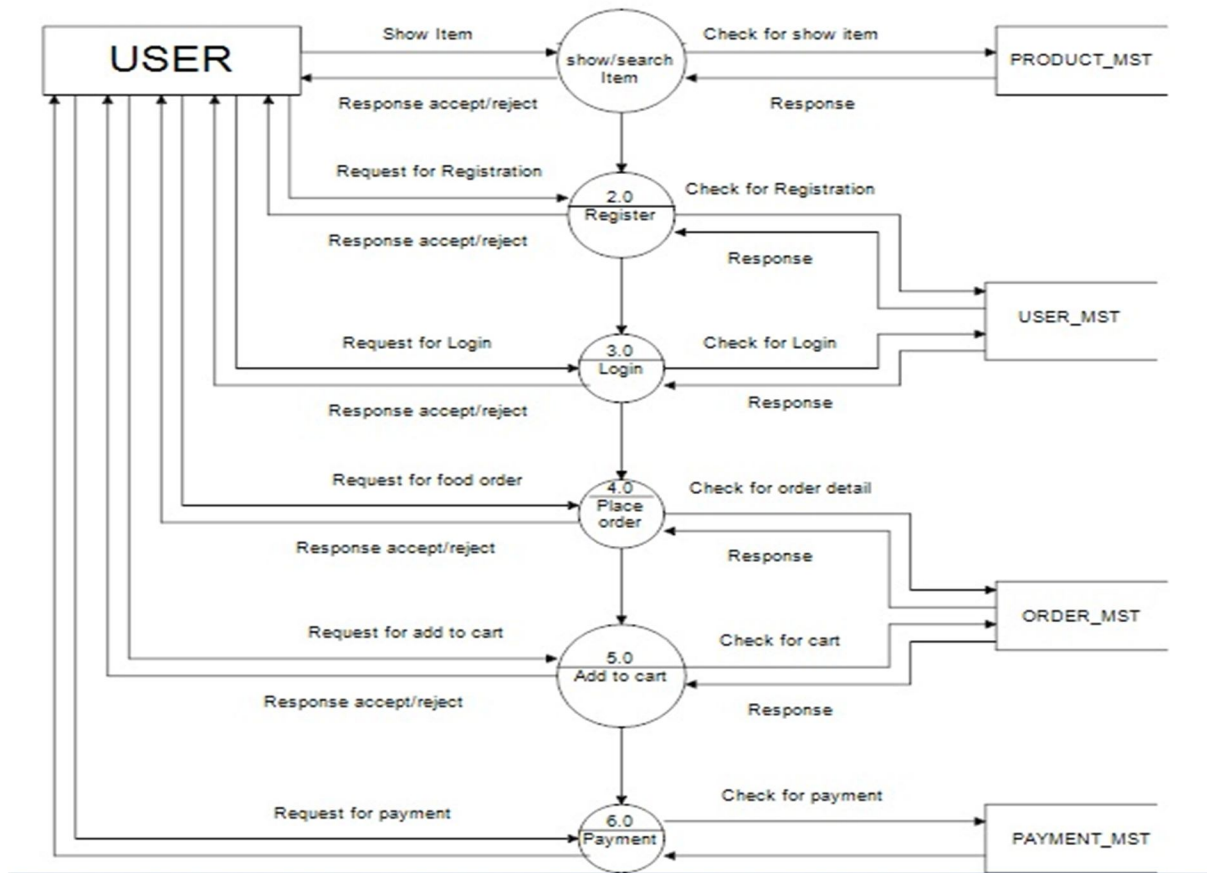 USER
Show Item
show/search
Item
Check for show item
PRODUCT_MST
Response accept/reject
Response
Request for Registration
2.0
Register
Check for Registration
Response accept/reject
Response
USER_MST
Request for Login
3.0
Login
Check for Login
Response accept/reject
Response
Request for food order
4.0
Place
order
Check for order detail
Response accept/reject
Response
ORDER_MST
Request for add to cart
5.0
Add to cart
Check for cart
Response accept/reject
Response
Request for payment
6.0
Payment
Check for payment
PAYMENT_MST